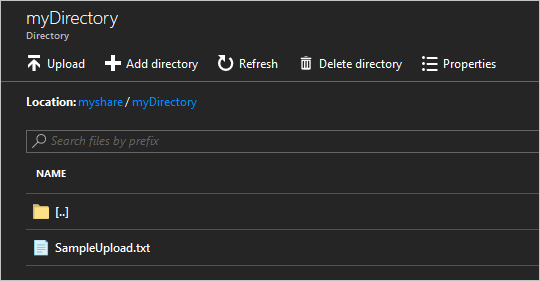 myDirectory
Directory
Upload Add directory Refresh Delete directory Properties
Location: myshare / myDirectory
Search files by prefix
NAME
[..]
SampleUpload.txt